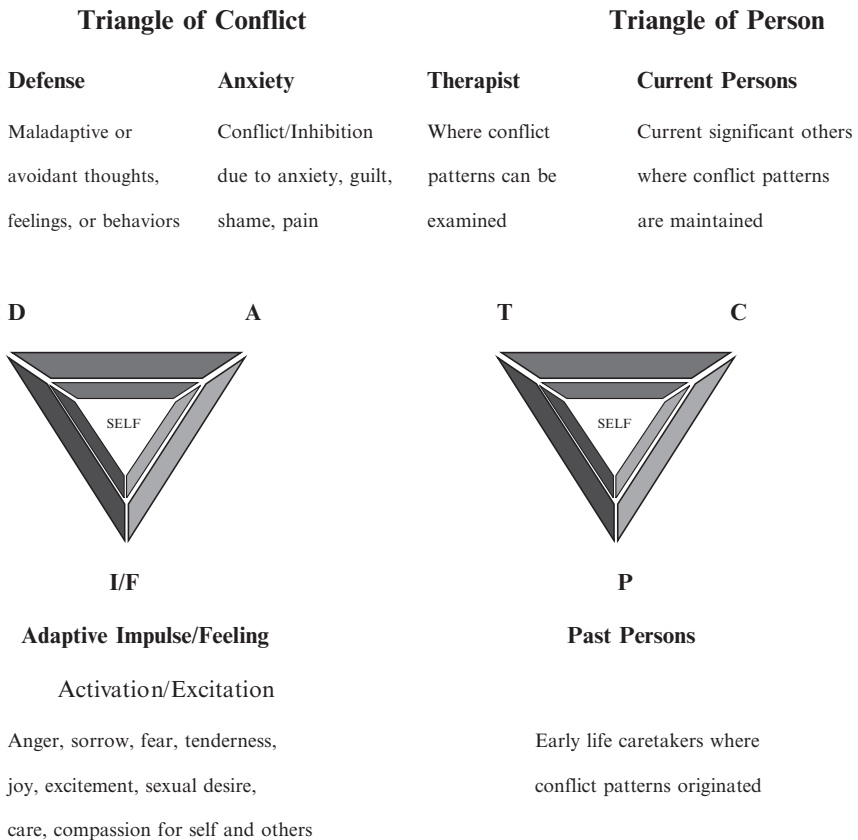 Triangle of Conflict
Triangle of Person
Defense
Anxiety
Therapist
Current Persons
Maladaptive or
avoidant thoughts,
feelings, or behaviors
Conflict/Inhibition
due to anxiety, guilt,
shame, pain
Where conflict
patterns can be
examined
Current significant others
where conflict patterns
are maintained
D
A
SELF
I/F
Adaptive Impulse/Feeling
Activation/Excitation
Anger, sorrow, fear, tenderness,
joy, excitement, sexual desire,
care, compassion for self and others
T
C
SELF
P
Past Persons
Early life caretakers where
conflict patterns originated